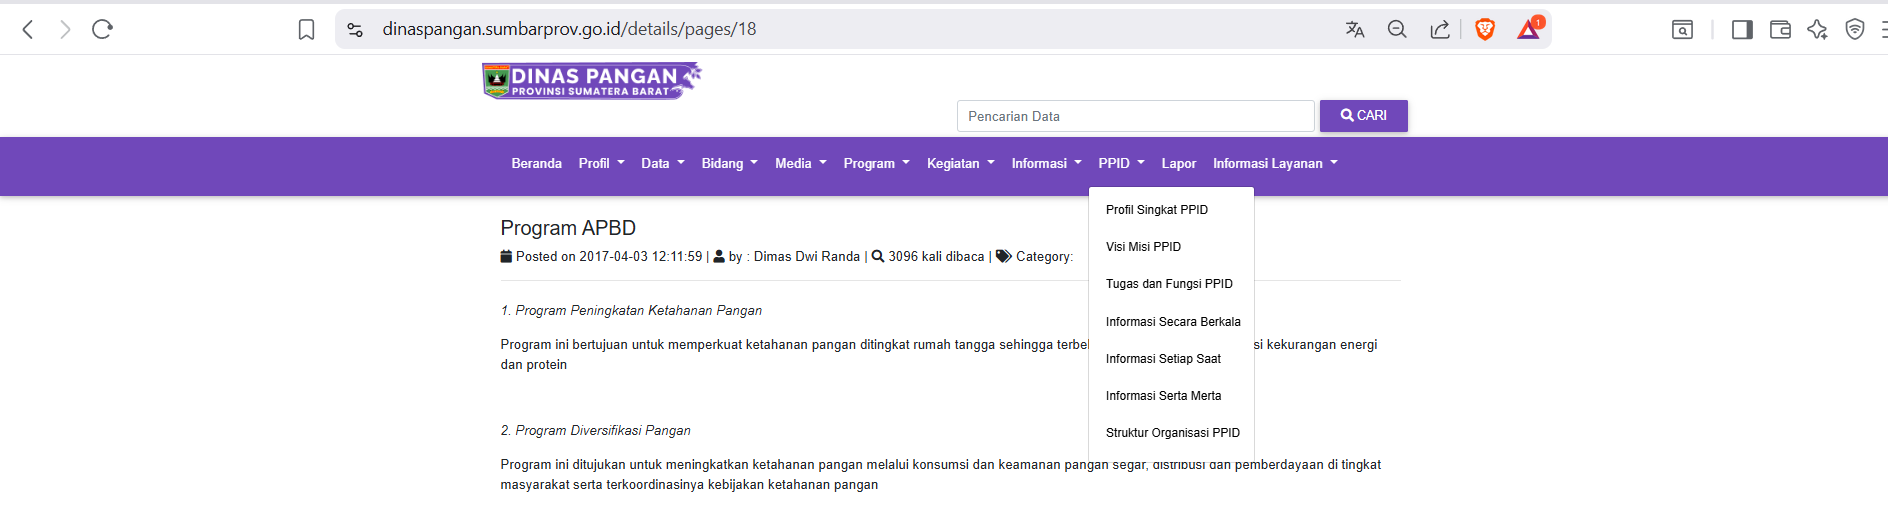 dinaspangan.sumbarprov.go.id/details/pages/18
1
DINAS PANGAN
PROVINSI SUMATERA BARAT
Pencarian Data
CARI
Beranda Profil Data Bidang Media Program Kegiatan Informasi PPID Lapor Informasi Layanan
Profil Singkat PPID
Visi Misi PPID
Tugas dan Fungsi PPID
Informasi Secara Berkala
Informasi Setiap Saat
Informasi Serta Merta
Struktur Organisasi PPID
Program APBD
Posted on 2017-04-03 12:11:59 | by : Dimas Dwi Randa | 3096 kali dibaca | Category:
1. Program Peningkatan Ketahanan Pangan
Program ini bertujuan untuk memperkuat ketahanan pangan ditingkat rumah tangga sehingga kekurangan energi
dan protein
2. Program Diversifikasi Pangan
Program ini ditujukan untuk meningkatkan ketahanan pangan melalui konsumsi dan keamanan pangan segar, distribusi dan pemberdayaan di tingkat
masyarakat serta terkoordinasinya kebijakan ketahanan pangan